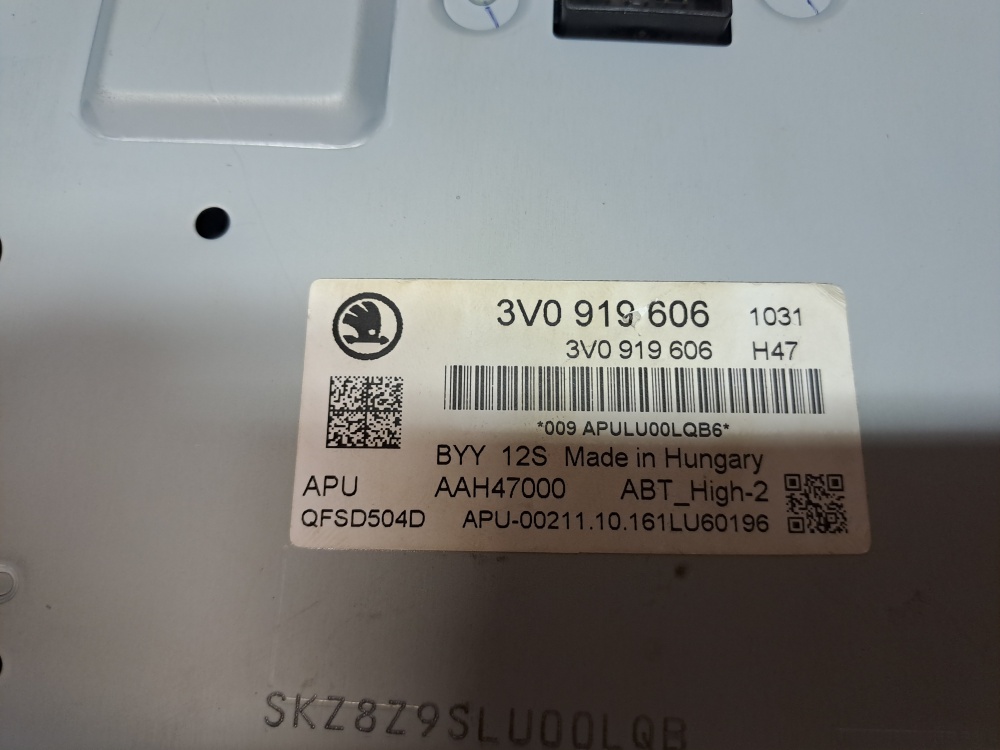 3V0 919 606 1031
3V0 919 606 H47
*009 APULU00LQB6*
BYY 12S Made in Hungary
APU AAH47000 ABT_High-2
QFSD504D APU-00211.10.161LU60196
SKZ8Z9SLU00LQB